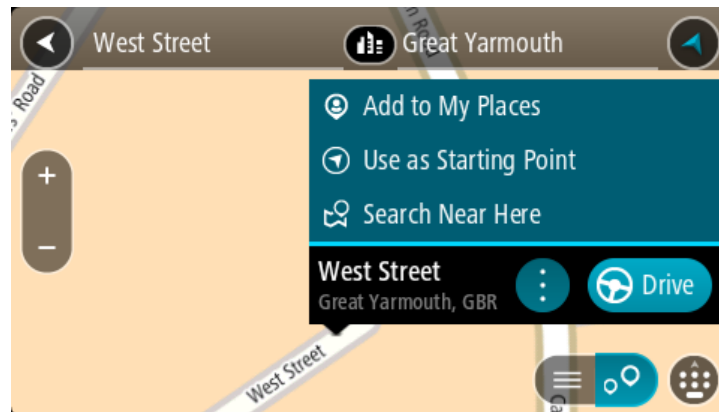 West Street
Great Yarmouth
Road
Road
Add to My Places
Use as Starting Point
Search Near Here
West Street
Great Yarmouth, GBR
Drive
West Street